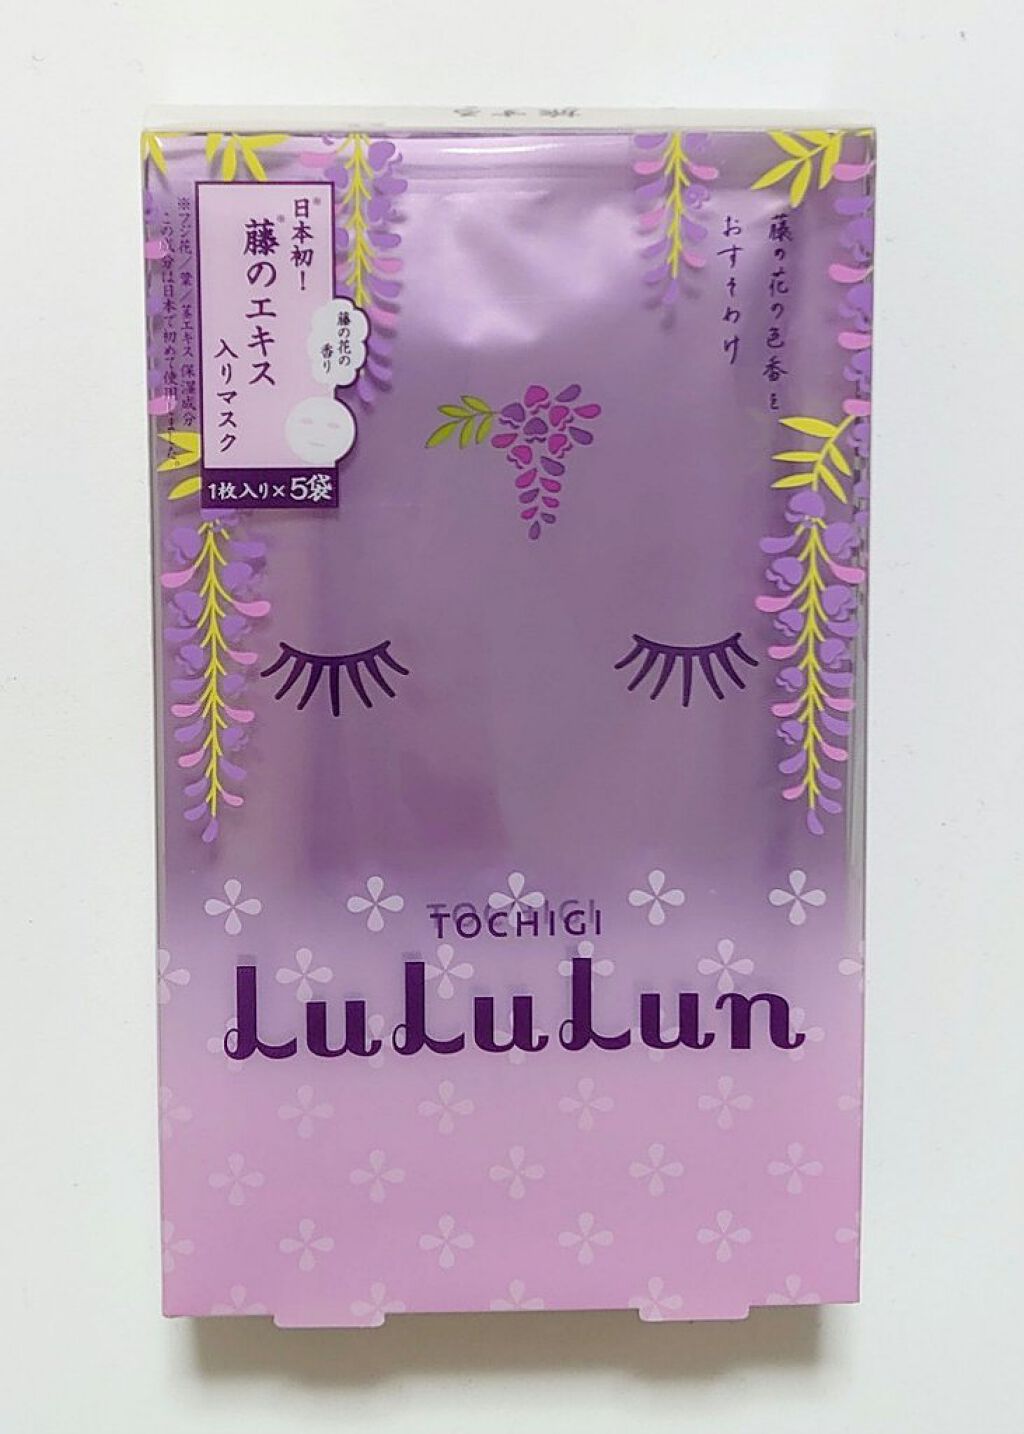 旅する
藤の花の色香を
おすそわけ
日本初!
※藤のエキス
入りマスク
藤の花の
香り
1枚入り×5袋
※フジ花/葉/茎エキス 保湿成分
この成分は日本で初めて使用しました。
TOCHIGI
LuLuLun